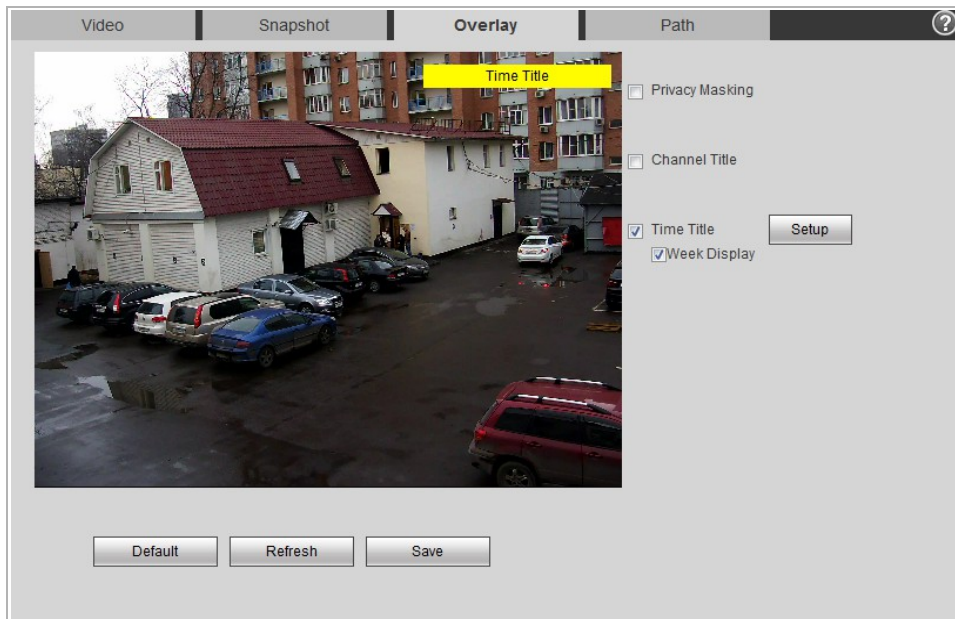 Video Snapshot Overlay Path ?
Time Title
Privacy Masking
Channel Title
Time Title Setup
Week Display
Default Refresh Save